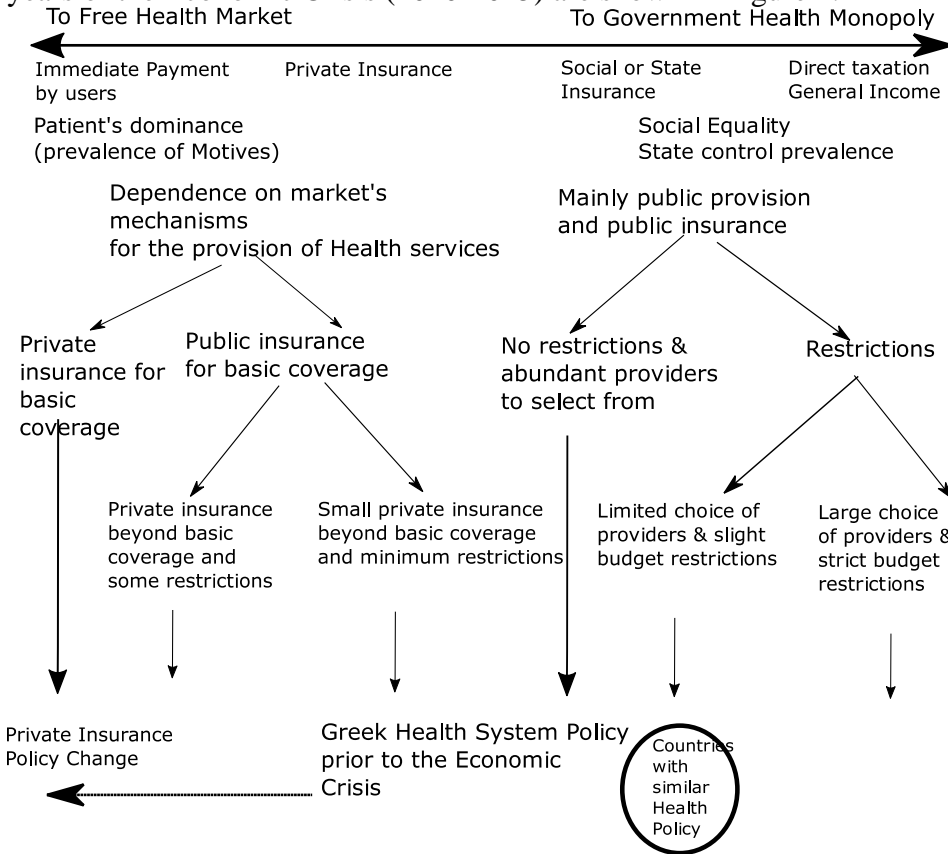 To Free Health Market
To Government Health Monopoly
Immediate Payment
by users
Private Insurance
Social or State
Insurance
Direct taxation
General Income
Patient's dominance
(prevalence of Motives)
Social Equality
State control prevalence
Dependence on market's
mechanisms
for the provision of Health services
Mainly public provision
and public insurance
Private
insurance for
basic
coverage
Public insurance
for basic coverage
No restrictions &
abundant providers
to select from
Restrictions
Private insurance
beyond basic
coverage and
some restrictions
Small private insurance
beyond basic coverage
and minimum restrictions
Limited choice of
providers & slight
budget restrictions
Large choice
of providers &
strict budget
restrictions
Private Insurance
Policy Change
Greek Health System Policy
prior to the Economic
Crisis
Countries
with
similar
Health
Policy